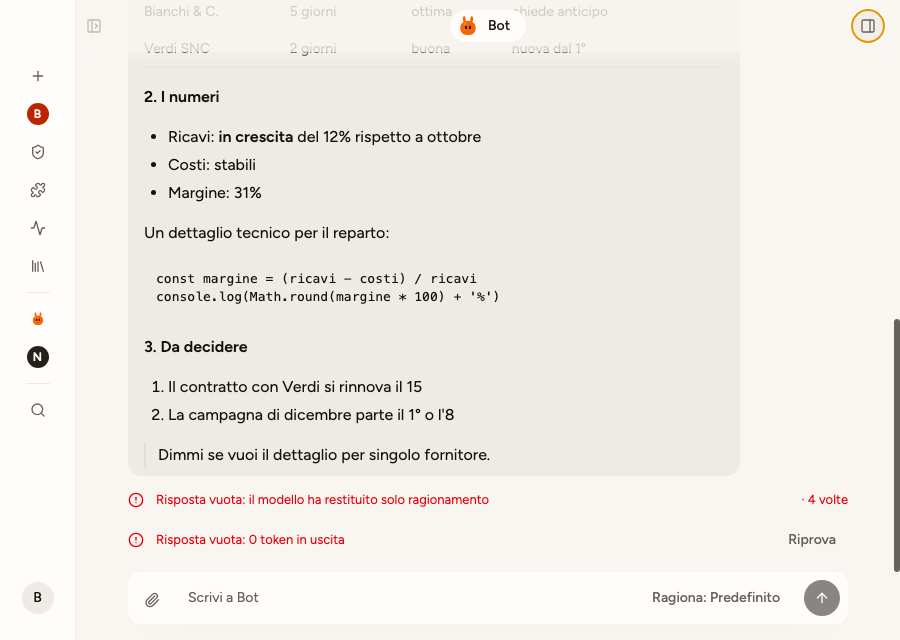 Bianchi & C. 5 giorni ottima chiede anticipo
Bot
Verdi SNC 2 giorni buona nuova dal 1°
B
N
B
2. I numeri
• Ricavi: in crescita del 12% rispetto a ottobre
• Costi: stabili
• Margine: 31%
Un dettaglio tecnico per il reparto:
const margine = (ricavi − costi) / ricavi
console.log(Math.round(margine * 100) + '%')
3. Da decidere
1. Il contratto con Verdi si rinnova il 15
2. La campagna di dicembre parte il 1° o l'8
Dimmi se vuoi il dettaglio per singolo fornitore.
Risposta vuota: il modello ha restituito solo ragionamento · 4 volte
Risposta vuota: 0 token in uscita Riprova
Scrivi a Bot Ragiona: Predefinito